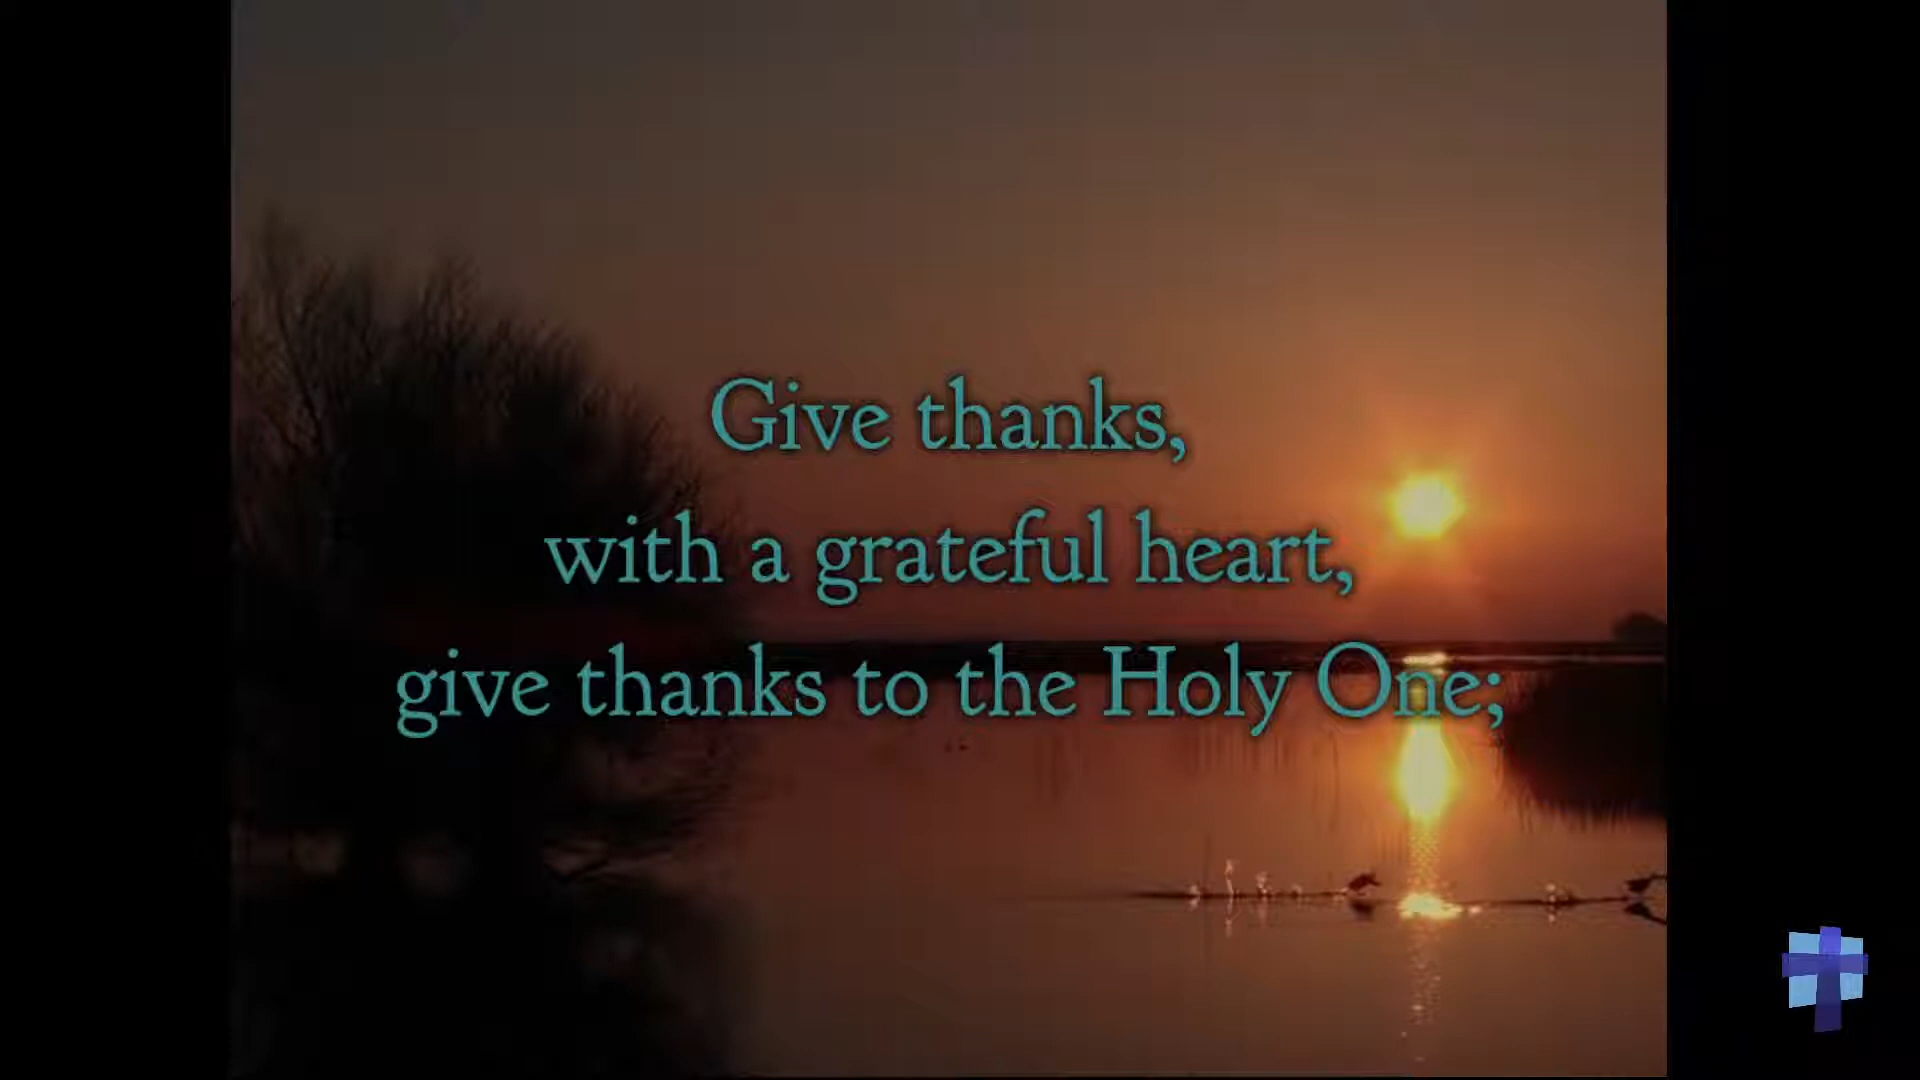 Give thanks,
with a grateful heart,
give thanks to the Holy One;